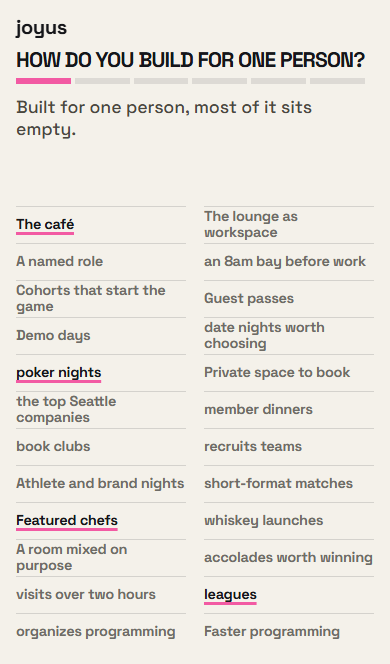 joyus
HOW DO YOU BUILD FOR ONE PERSON?
Built for one person, most of it sits
empty.
The café
The lounge as
workspace
A named role
an 8am bay before work
Cohorts that start the
game
Guest passes
Demo days
date nights worth
choosing
poker nights
Private space to book
the top Seattle
companies
member dinners
book clubs
recruits teams
Athlete and brand nights
short-format matches
Featured chefs
whiskey launches
A room mixed on
purpose
accolades worth winning
visits over two hours
leagues
organizes programming
Faster programming